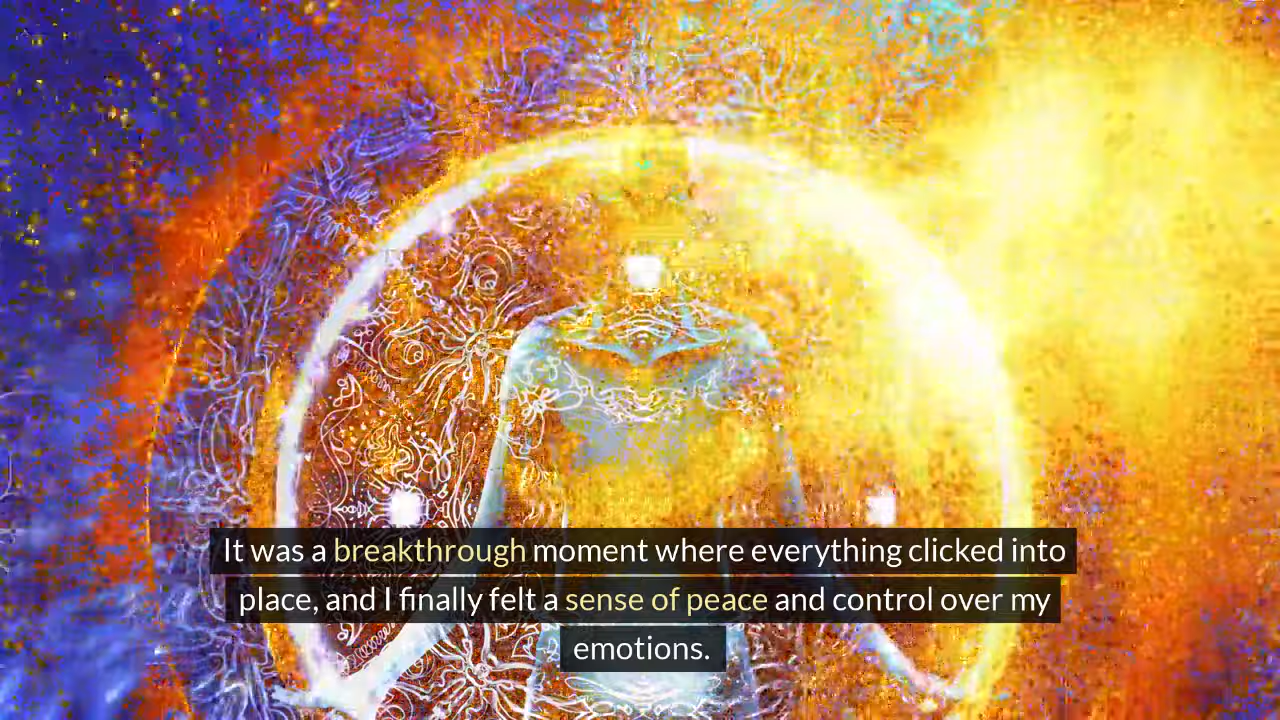 It was a breakthrough moment where everything clicked into
place, and I finally felt a sense of peace and control over my
emotions.